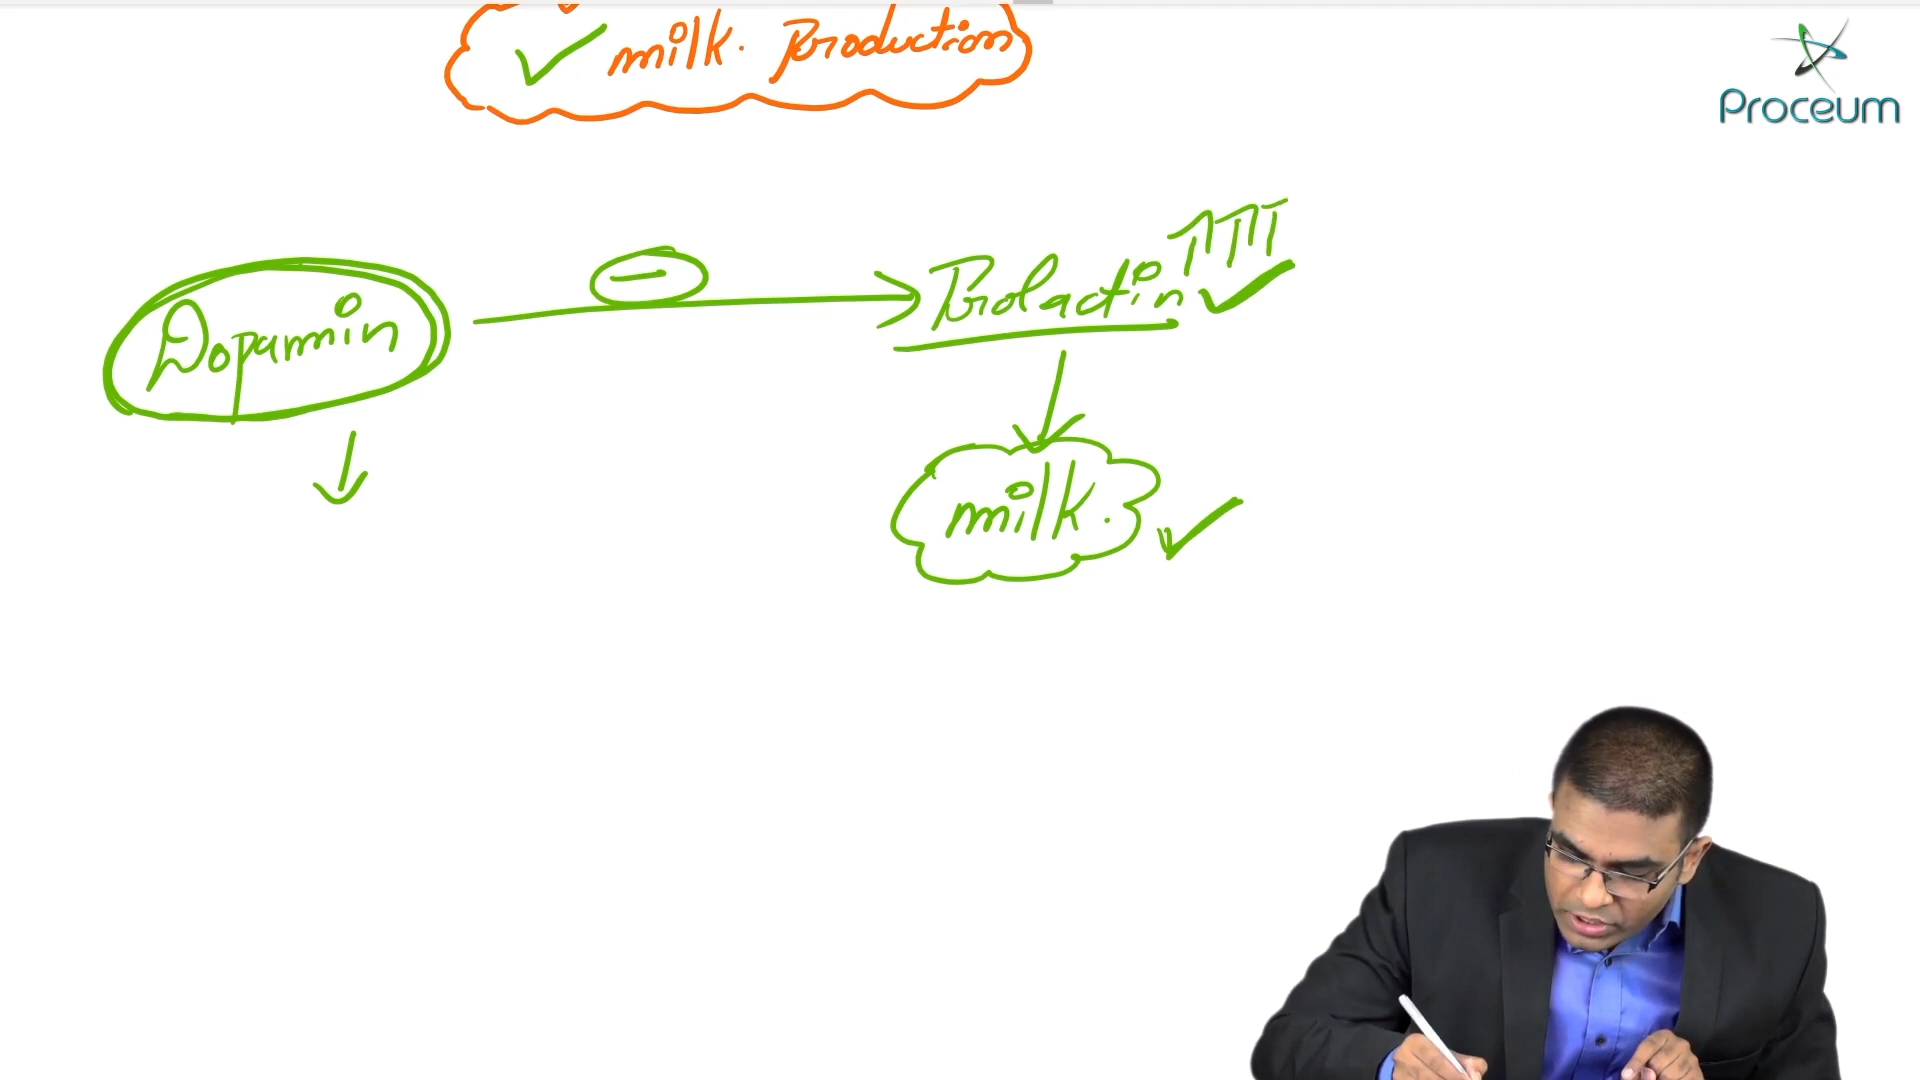 milk. Production
Proceum
Dopamin
−
Prolactin ↑↑↑
milk.